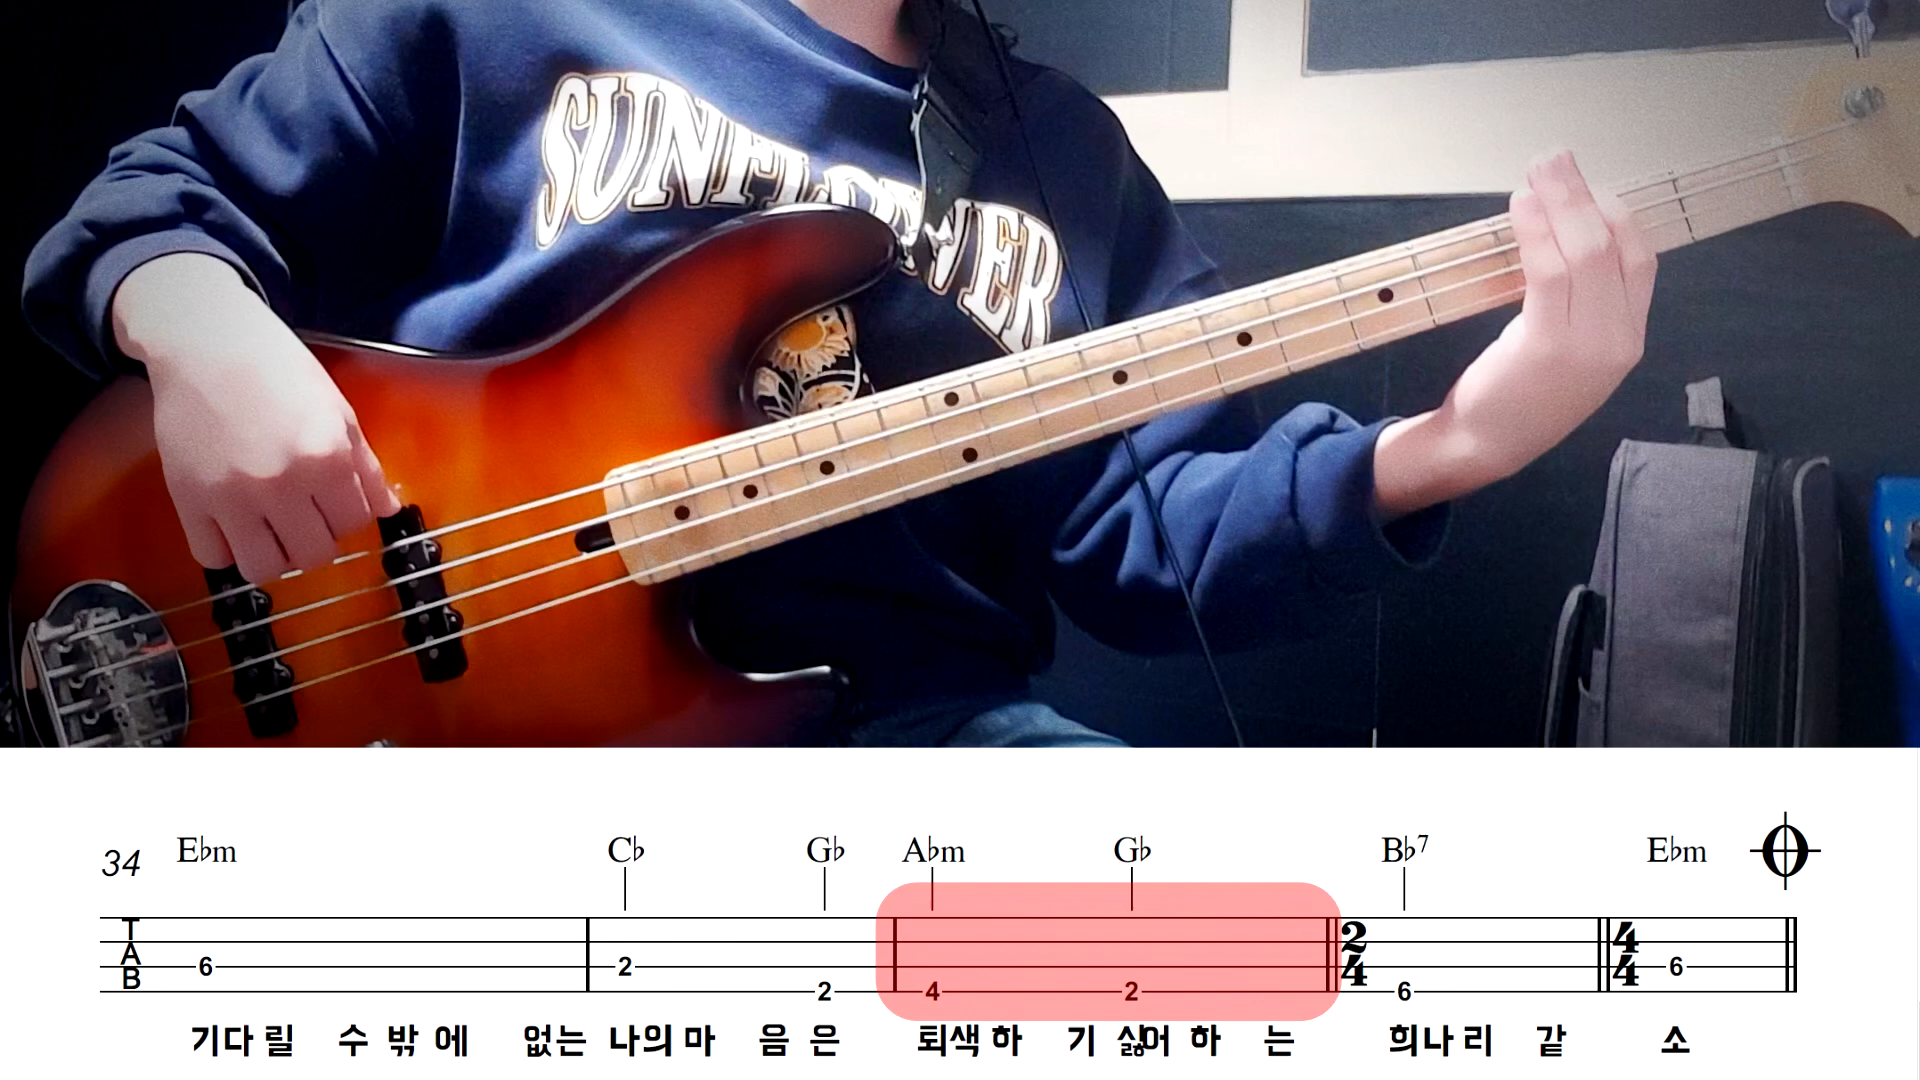 SUNFLOWER
34 E♭m C♭ G♭ A♭m G♭ B♭7 E♭m
T
A
B
6 2 2 4 2 2/4 6 4/4 6
기다릴 수 밖에 없는 나의마 음은 퇴색하 기 싫어 하 는 희나리 같 소